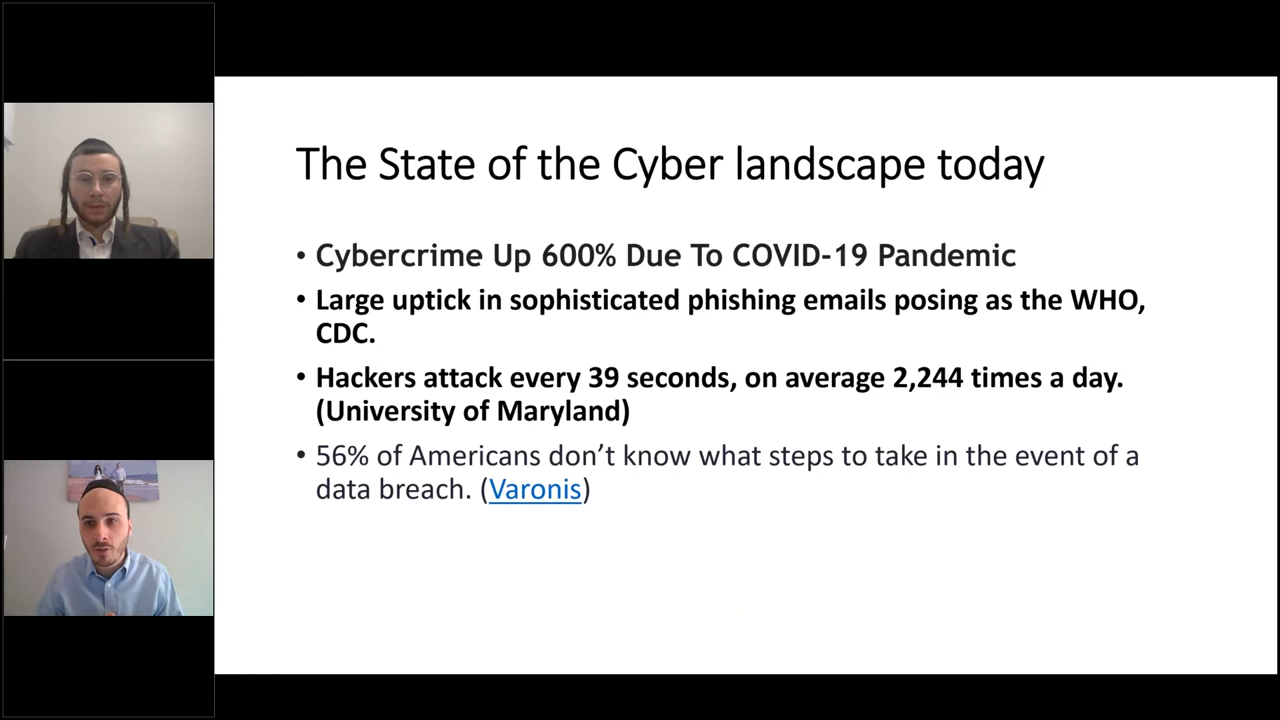 The State of the Cyber landscape today
• Cybercrime Up 600% Due To COVID-19 Pandemic
• Large uptick in sophisticated phishing emails posing as the WHO,
CDC.
• Hackers attack every 39 seconds, on average 2,244 times a day.
(University of Maryland)
• 56% of Americans don’t know what steps to take in the event of a
data breach. (Varonis)